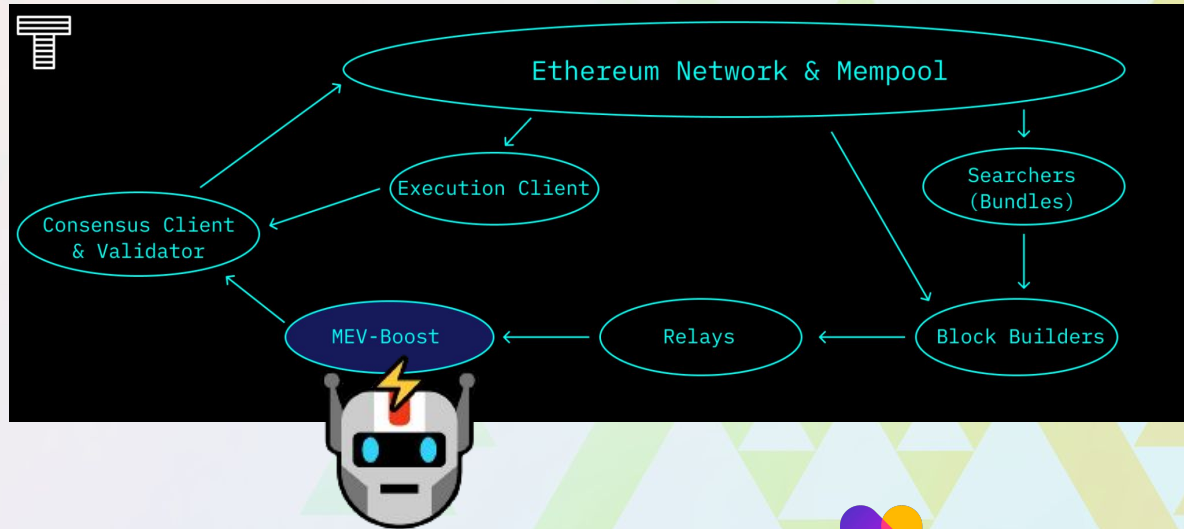 Ethereum Network & Mempool
Execution Client
Searchers
(Bundles)
Consensus Client
& Validator
MEV-Boost
Relays
Block Builders